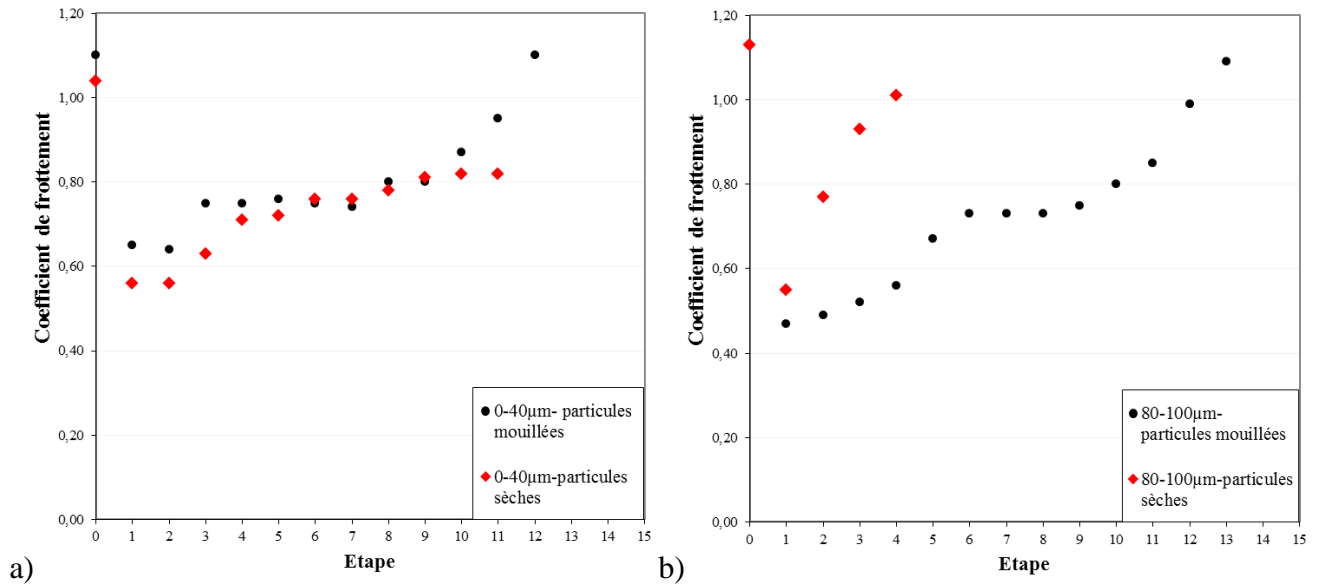 1,20
1,00
0,80
0,60
0,40
0,20
0,00
Coefficient de frottement
0 1 2 3 4 5 6 7 8 9 10 11 12 13 14 15
Etape
0-40µm- particules
mouillées
0-40µm-particules
sèches
a)
1,20
1,00
0,80
0,60
0,40
0,20
0,00
Coefficient de frottement
0 1 2 3 4 5 6 7 8 9 10 11 12 13 14 15
Etape
80-100µm-
particules mouillées
80-100µm-particules
sèches
b)